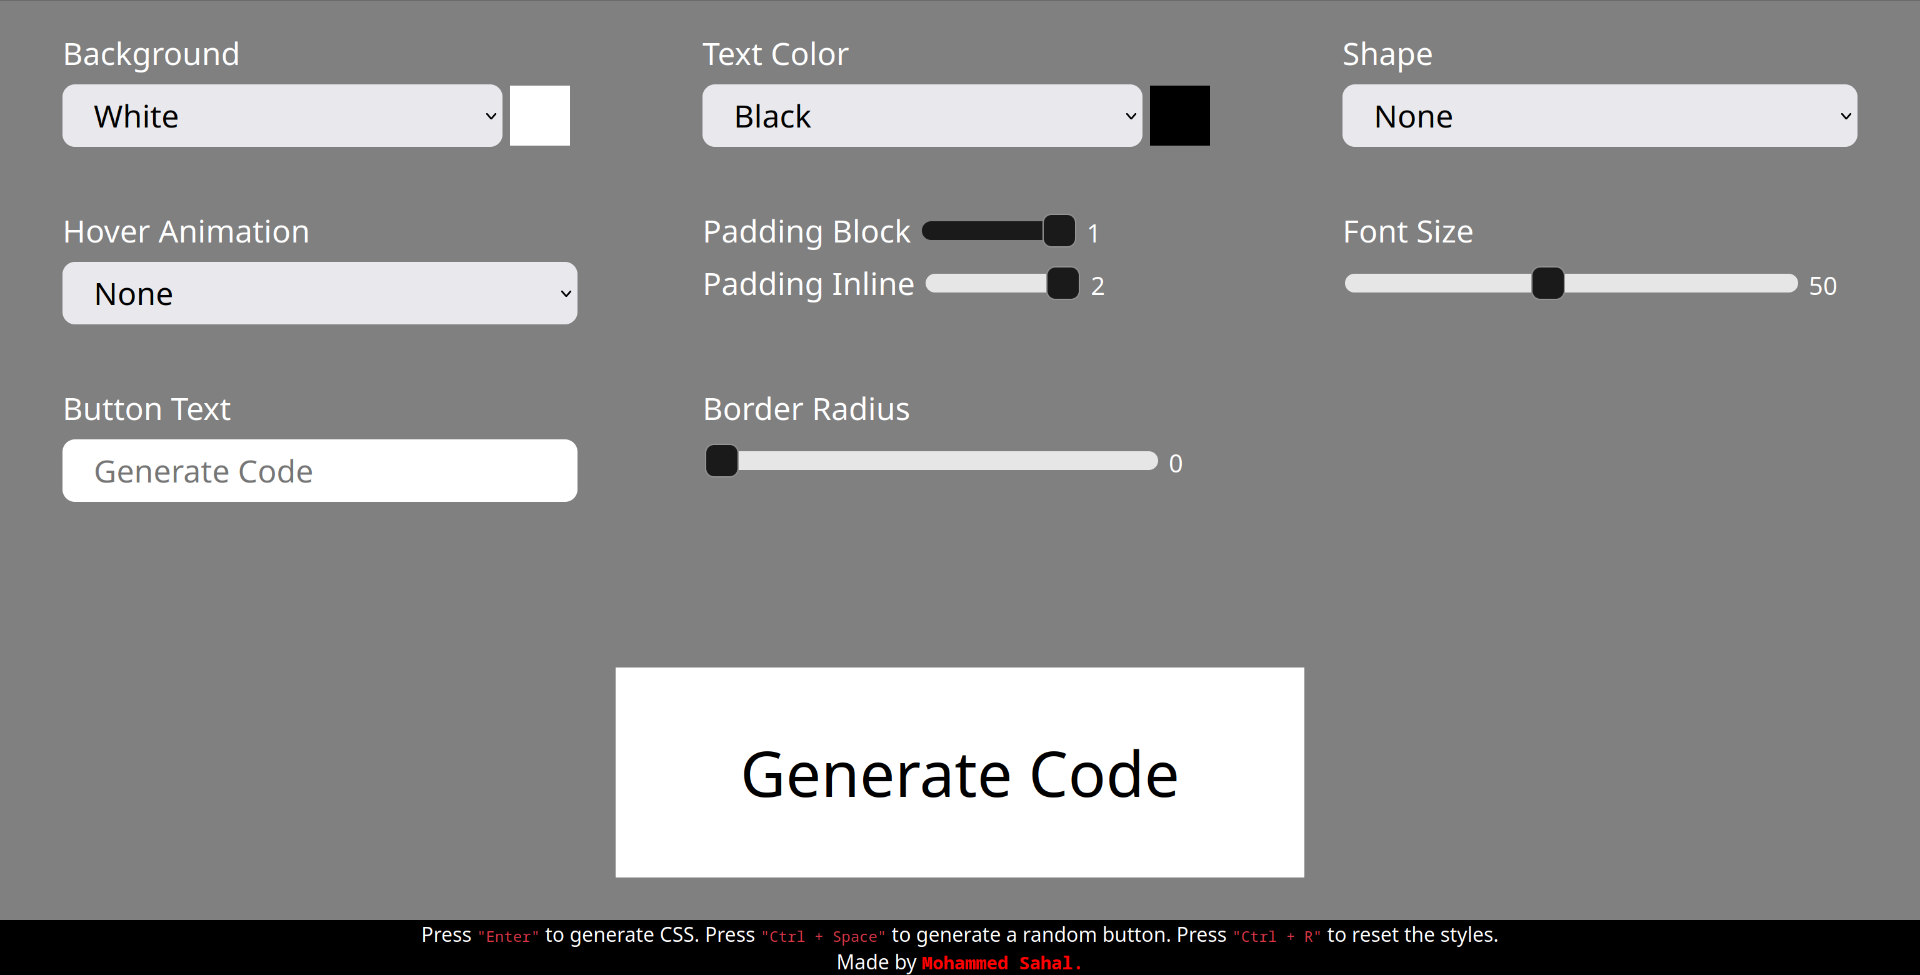 Background
White
Text Color
Black
Shape
None
Hover Animation
None
Padding Block 1
Padding Inline 2
Font Size
50
Button Text
Generate Code
Border Radius
0
Generate Code
Press "Enter" to generate CSS. Press "Ctrl + Space" to generate a random button. Press "Ctrl + R" to reset the styles.
Made by Mohammed Sahal.